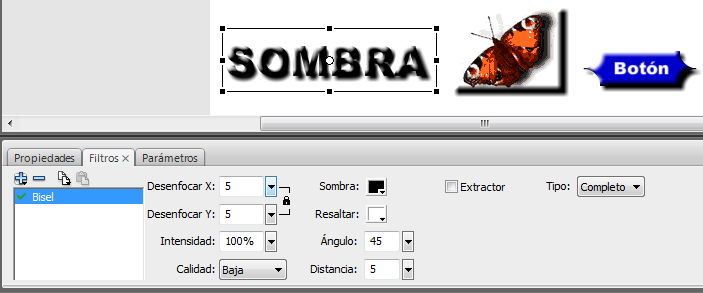 SOMBRA
Botón
Propiedades Filtros × Parámetros
Bisel
Desenfocar X: 5 Sombra: Extractor Tipo: Completo
Desenfocar Y: 5 Resaltar:
Intensidad: 100% Ángulo: 45
Calidad: Baja Distancia: 5